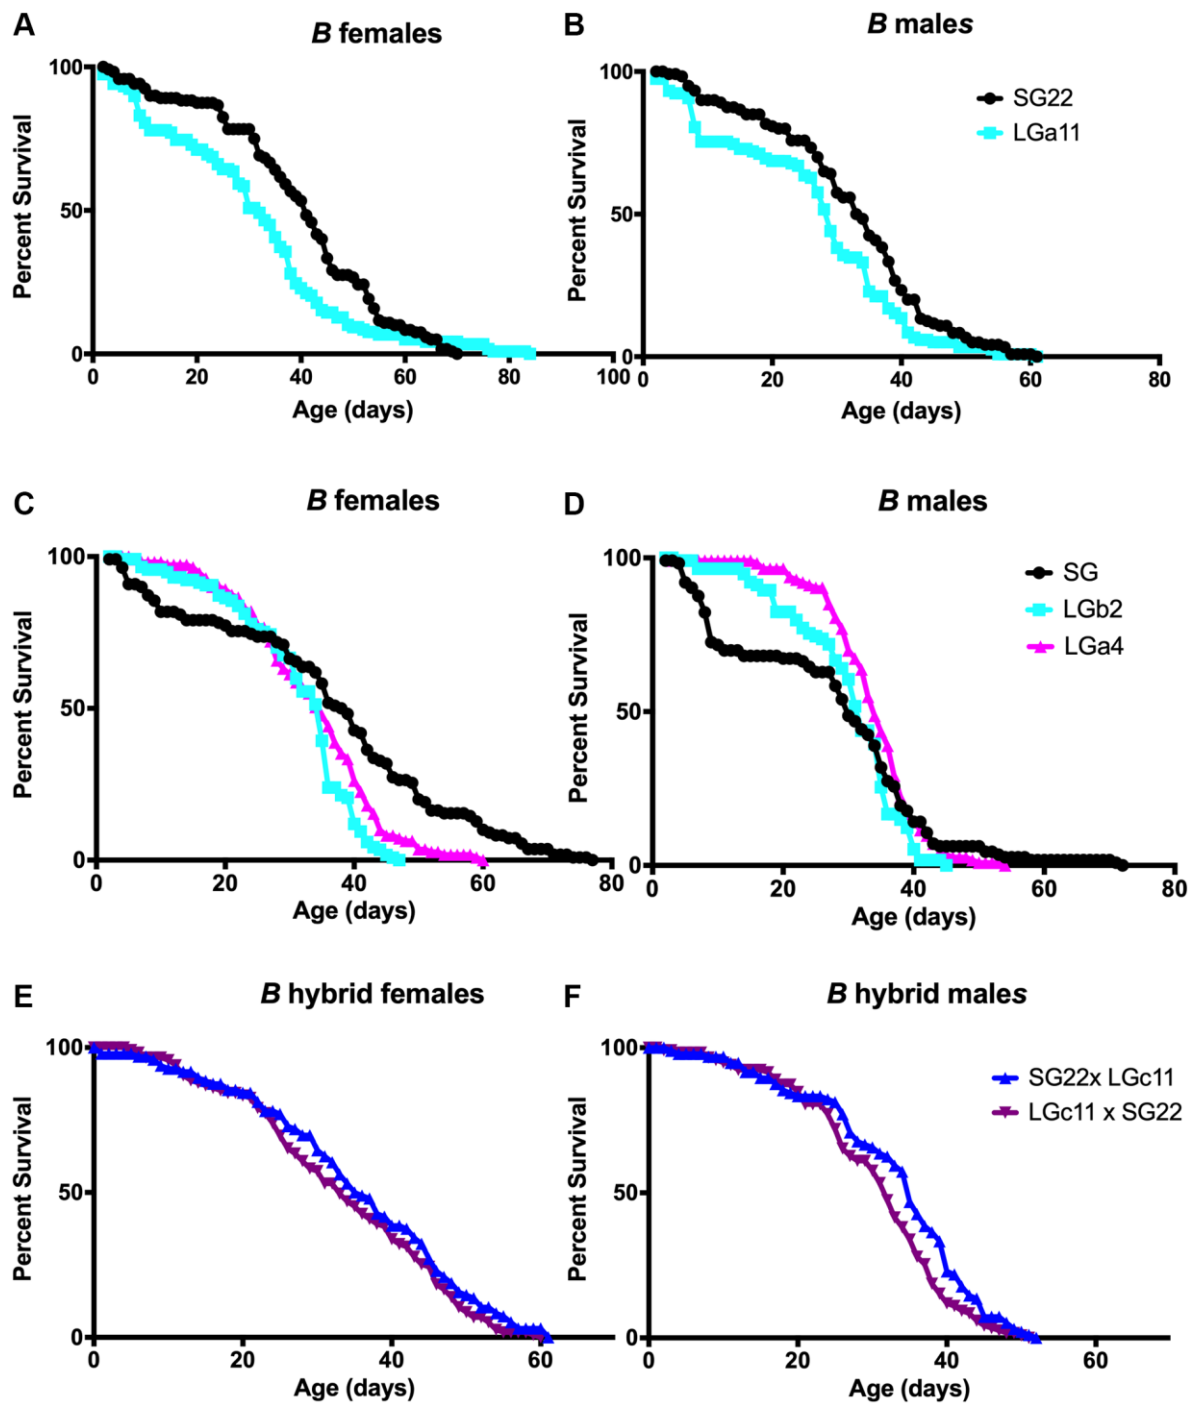 A
B females
Percent Survival
100
50
0
0 20 40 60 80 100
Age (days)
B
B males
SG22
LGa11
Percent Survival
100
50
0
0 20 40 60 80
Age (days)
C
B females
Percent Survival
100
50
0
0 20 40 60 80
Age (days)
D
B males
SG
LGb2
LGa4
Percent Survival
100
50
0
0 20 40 60 80
Age (days)
E
B hybrid females
Percent Survival
100
50
0
0 20 40 60
Age (days)
F
B hybrid males
SG22x LGc11
LGc11 x SG22
Percent Survival
100
50
0
0 20 40 60
Age (days)